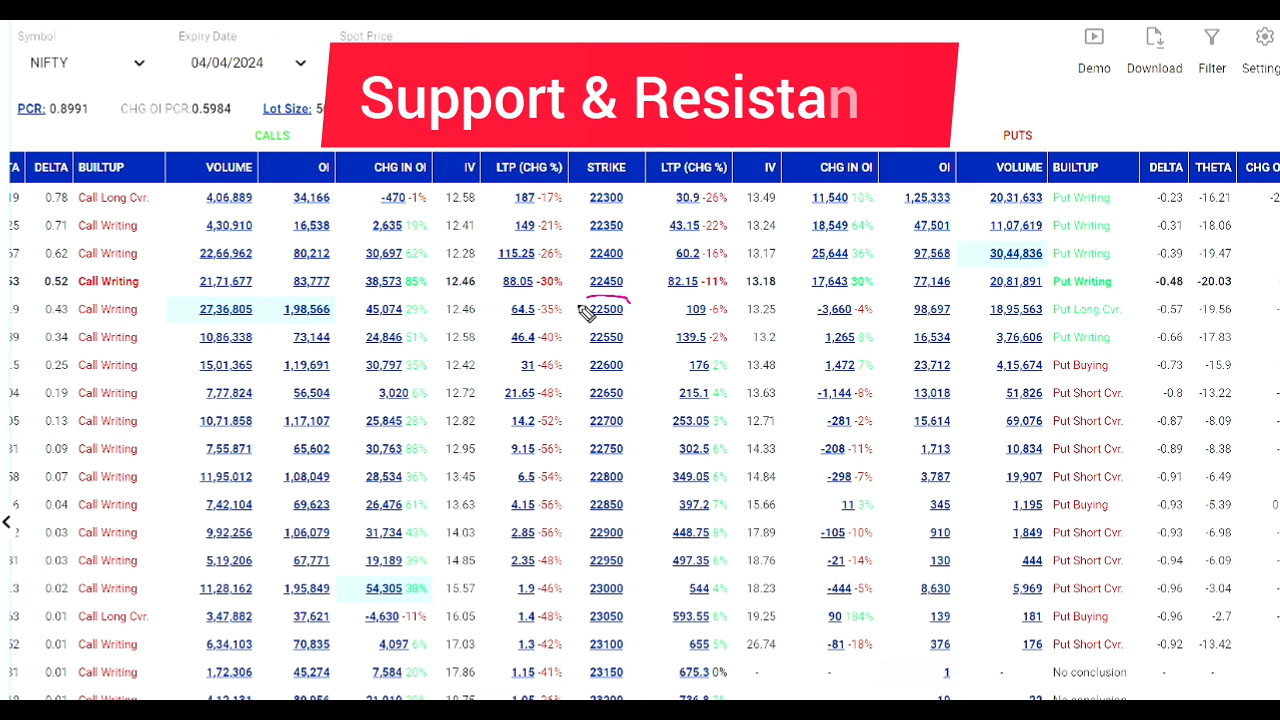 Symbol Expiry Date Spot Price
NIFTY 04/04/2024
Support & Resistan
Demo Download Filter Setting
PCR: 0.8991 CHG OI PCR:0.5984 Lot Size: 5
CALLS PUTS
TA DELTA BUILTUP VOLUME OI CHG IN OI IV LTP (CHG %) STRIKE LTP (CHG %) IV CHG IN OI OI VOLUME BUILTUP DELTA THETA CHG O
19 0.78 Call Long Cvr. 4,06,889 34,166 -470 -1% 12.58 187 -17% 22300 30.9 -26% 13.49 11,540 10% 1,25,333 20,31,633 Put Writing -0.23 -16.21 -2
25 0.71 Call Writing 4,30,910 16,538 2,635 19% 12.41 149 -21% 22350 43.15 -22% 13.24 18,549 64% 47,501 11,07,619 Put Writing -0.31 -18.06
57 0.62 Call Writing 22,66,962 80,212 30,697 62% 12.28 115.25 -26% 22400 60.2 -16% 13.17 25,644 36% 97,568 30,44,836 Put Writing -0.39 -19.47
53 0.52 Call Writing 21,71,677 83,777 38,573 85% 12.46 88.05 -30% 22450 82.15 -11% 13.18 17,643 30% 77,146 20,81,891 Put Writing -0.48 -20.03
9 0.43 Call Writing 27,36,805 1,98,566 45,074 29% 12.46 64.5 -35% 22500 109 -6% 13.25 -3,660 -4% 98,697 18,95,563 Put Long Cvr. -0.57 -19.56
39 0.34 Call Writing 10,86,338 73,144 24,846 51% 12.58 46.4 -40% 22550 139.5 -2% 13.2 1,265 8% 16,534 3,76,606 Put Writing -0.66 -17.83
.5 0.25 Call Writing 15,01,365 1,19,691 30,797 35% 12.42 31 -46% 22600 176 2% 13.48 1,472 7% 23,712 4,15,674 Put Buying -0.73 -15.9
04 0.19 Call Writing 7,77,824 56,504 3,020 6% 12.72 21.65 -48% 22650 215.1 4% 13.63 -1,144 -8% 13,018 51,826 Put Short Cvr. -0.8 -13.22
05 0.13 Call Writing 10,71,858 1,17,107 25,845 28% 12.82 14.2 -52% 22700 253.05 3% 12.71 -281 -2% 15,614 69,076 Put Short Cvr. -0.87 -8.09
31 0.09 Call Writing 7,55,871 65,602 30,763 88% 12.95 9.15 -56% 22750 302.5 6% 14.33 -208 -11% 1,713 10,834 Put Short Cvr. -0.89 -8.38
58 0.07 Call Writing 11,95,012 1,08,049 28,534 36% 13.45 6.5 -54% 22800 349.05 6% 14.84 -298 -7% 3,787 19,907 Put Short Cvr. -0.91 -6.49
0.04 Call Writing 7,42,104 69,623 26,476 61% 13.63 4.15 -56% 22850 397.2 7% 15.66 11 3% 345 1,195 Put Buying -0.93 -5.39 0
2 0.03 Call Writing 9,92,256 1,06,079 31,734 43% 14.03 2.85 -56% 22900 448.75 8% 17.89 -105 -10% 910 1,849 Put Short Cvr. -0.93 -6.98
31 0.03 Call Writing 5,19,206 67,771 19,189 39% 14.85 2.35 -48% 22950 497.35 6% 18.76 -21 -14% 130 444 Put Short Cvr. -0.94 -6.09
3 0.02 Call Writing 11,28,162 1,95,849 54,305 38% 15.57 1.9 -46% 23000 544 4% 18.23 -444 -5% 8,630 5,969 Put Short Cvr. -0.96 -3.04
53 0.01 Call Long Cvr. 3,47,882 37,621 -4,630 -11% 16.05 1.4 -48% 23050 593.55 6% 19.25 90 184% 139 181 Put Buying -0.96 -2.7
52 0.01 Call Writing 6,34,103 70,835 4,097 6% 17.03 1.3 -42% 23100 655 5% 26.74 -81 -18% 376 176 Put Short Cvr. -0.92 -13.42
31 0.01 Call Writing 1,72,306 45,274 7,584 20% 17.86 1.15 -41% 23150 675.3 0% - - 1 - No conclusion - -